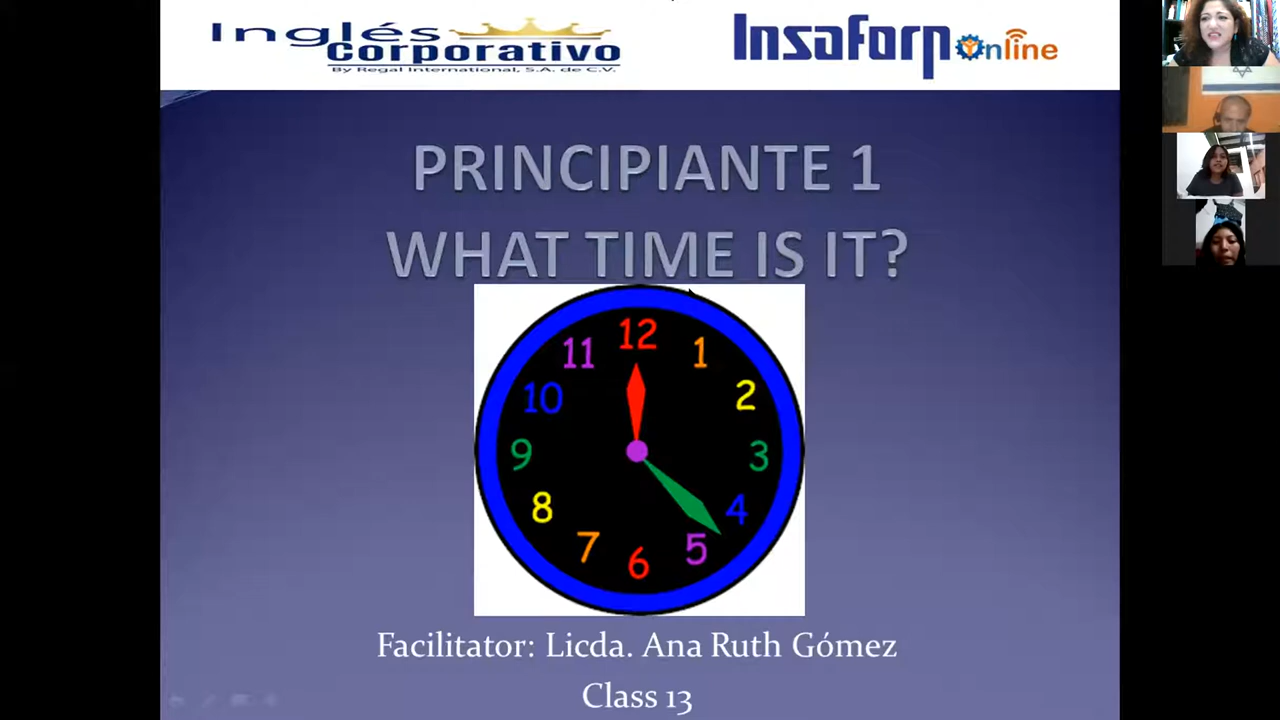 Inglés
Corporativo
By Regal International, S.A. de C.V.
Insaforp Online
PRINCIPIANTE 1
WHAT TIME IS IT?
12
11
1
10
2
9
3
8
4
7
5
6
Facilitator: Licda. Ana Ruth Gómez
Class 13